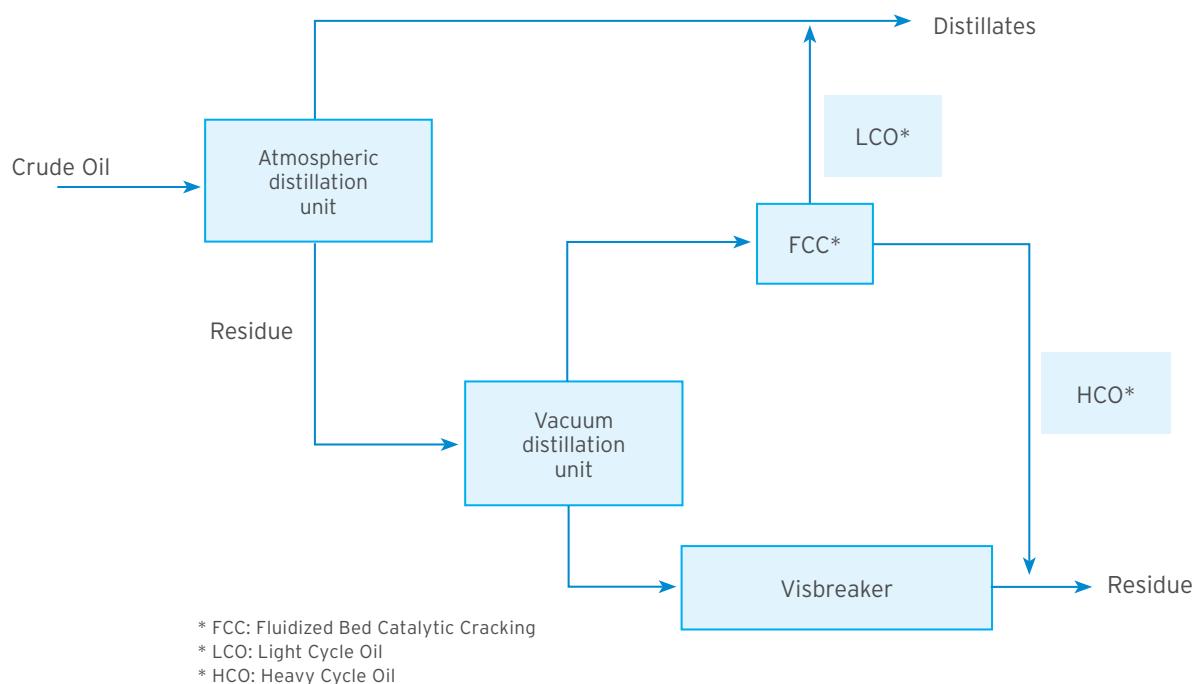 Distillates
LCO*
Atmospheric
distillation
unit
Crude Oil
FCC*
Residue
HCO*
Vacuum
distillation
unit
Visbreaker
Residue
* FCC: Fluidized Bed Catalytic Cracking
* LCO: Light Cycle Oil
* HCO: Heavy Cycle Oil